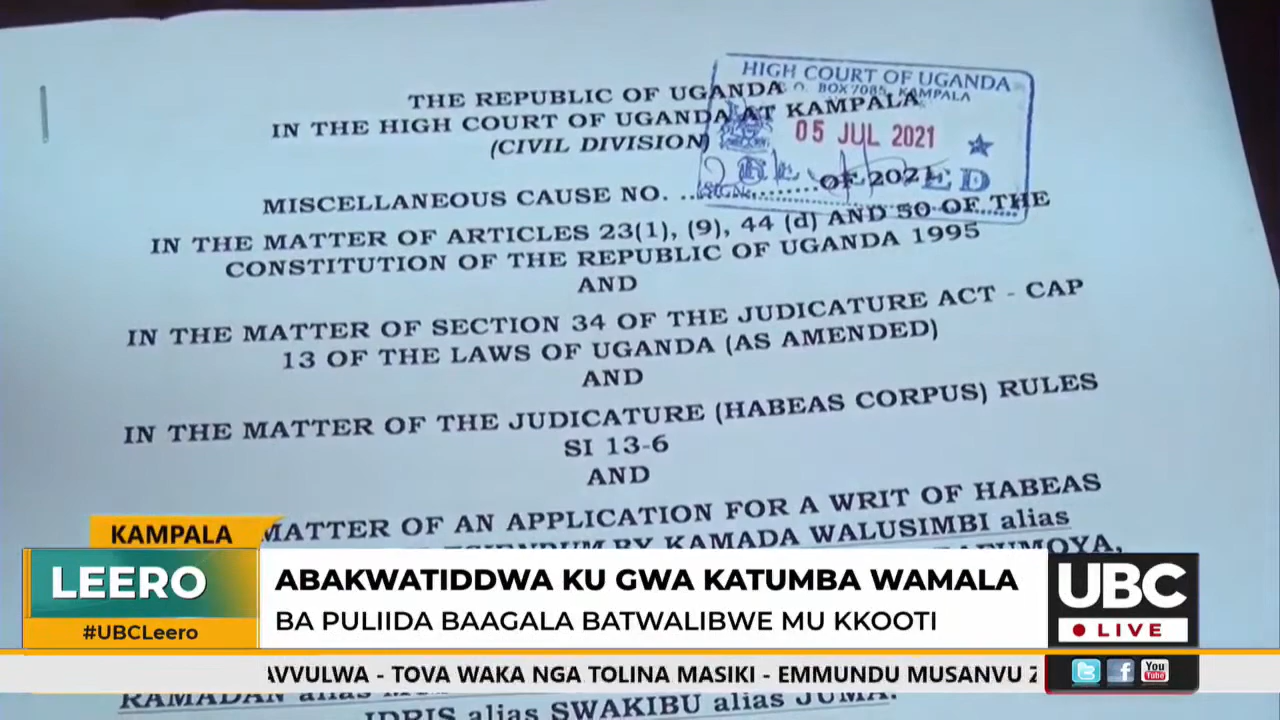 THE REPUBLIC OF UGANDA
IN THE HIGH COURT OF UGANDA AT KAMPALA
(CIVIL DIVISION)
HIGH COURT OF UGANDA
BOX 7085, KAMPALA
05 JUL 2021
MISCELLANEOUS CAUSE NO. ... OF 2021
IN THE MATTER OF ARTICLES 23(1), (9), 44 (d) AND 50 OF THE
CONSTITUTION OF THE REPUBLIC OF UGANDA 1995
AND
IN THE MATTER OF SECTION 34 OF THE JUDICATURE ACT - CAP
13 OF THE LAWS OF UGANDA (AS AMENDED)
AND
IN THE MATTER OF THE JUDICATURE (HABEAS CORPUS) RULES
SI 13-6
AND
MATTER OF AN APPLICATION FOR A WRIT OF HABEAS
BY KAMADA WALUSIMBI alias
KAMPALA
LEERO
#UBCLeero
ABAKWATIDDWA KU GWA KATUMBA WAMALA
BA PULIIDA BAAGALA BATWALIBWE MU KKOOTI
UBC
LIVE
AVVULWA - TOVA WAKA NGA TOLINA MASIKI - EMMUNDU MUSANVU
You Tube
RAMADAN alias
IDRIS alias SWAKIBU alias JUMA.